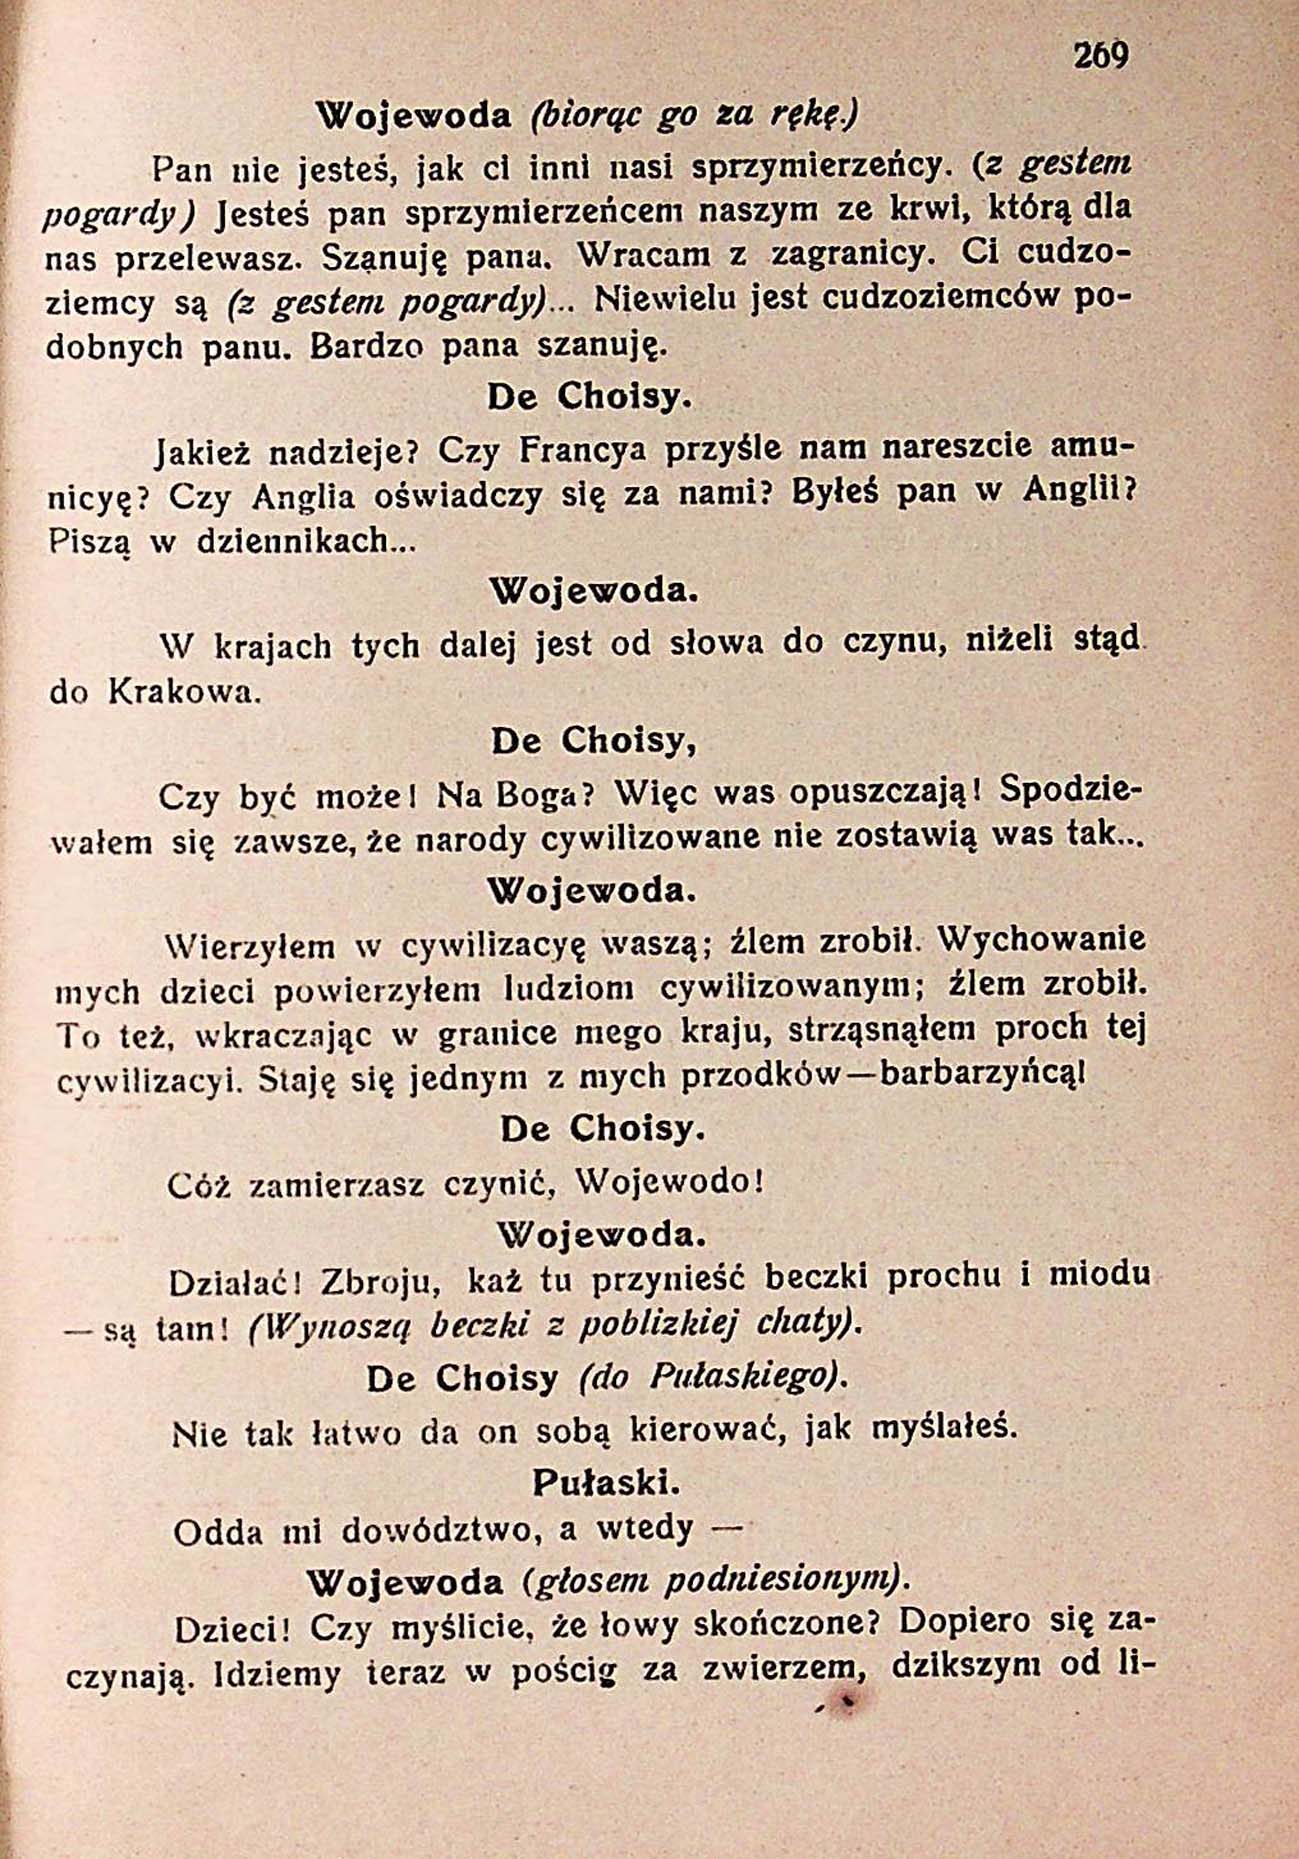 269
Wojewoda (biorąc go za rękę.)
Pan nie jesteś, jak ci inni nasi sprzymierzeńcy. (z gestem
pogardy) Jesteś pan sprzymierzeńcem naszym ze krwi, którą dla
nas przelewasz. Szanuję pana. Wracam z zagranicy. Ci cudzo-
ziemcy są (z gestem pogardy)... Niewielu jest cudzoziemców po-
dobnych panu. Bardzo pana szanuję.
De Choisy.
Jakież nadzieje? Czy Francya przyśle nam nareszcie amu-
nicyę? Czy Anglia oświadczy się za nami? Byłeś pan w Anglii?
Piszą w dziennikach...
Wojewoda.
W krajach tych dalej jest od słowa do czynu, niżeli stąd
do Krakowa.
De Choisy,
Czy być może! Na Boga? Więc was opuszczają! Spodzie-
wałem się zawsze, że narody cywilizowane nie zostawią was tak...
Wojewoda.
Wierzyłem w cywilizacyę waszą; źlem zrobił. Wychowanie
mych dzieci powierzyłem ludziom cywilizowanym; źlem zrobił.
To też, wkraczając w granice mego kraju, strząsnąłem proch tej
cywilizacyi. Staję się jednym z mych przodków—barbarzyńcą!
De Choisy.
Cóż zamierzasz czynić, Wojewodo!
Wojewoda.
Działać! Zbroju, każ tu przynieść beczki prochu i miodu
— są tam! (Wynoszą beczki z poblizkiej chaty).
De Choisy (do Pułaskiego).
Nie tak łatwo da on sobą kierować, jak myślałeś.
Pułaski.
Odda mi dowództwo, a wtedy —
Wojewoda (głosem podniesionym).
Dzieci! Czy myślicie, że łowy skończone? Dopiero się za-
czynają. Idziemy teraz w pościg za zwierzem, dzikszym od li-